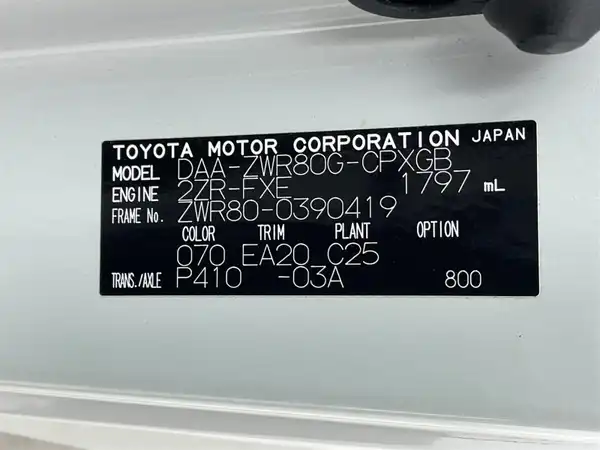 TOYOTA MOTOR CORPORATION JAPAN
MODEL DAA-ZWR80G-CPXGB
ENGINE 2ZR-FXE 1797 mL
FRAME No. ZWR80-0390419
COLOR TRIM PLANT OPTION
070 EA20 C25
TRANS./AXLE P410 -03A 800